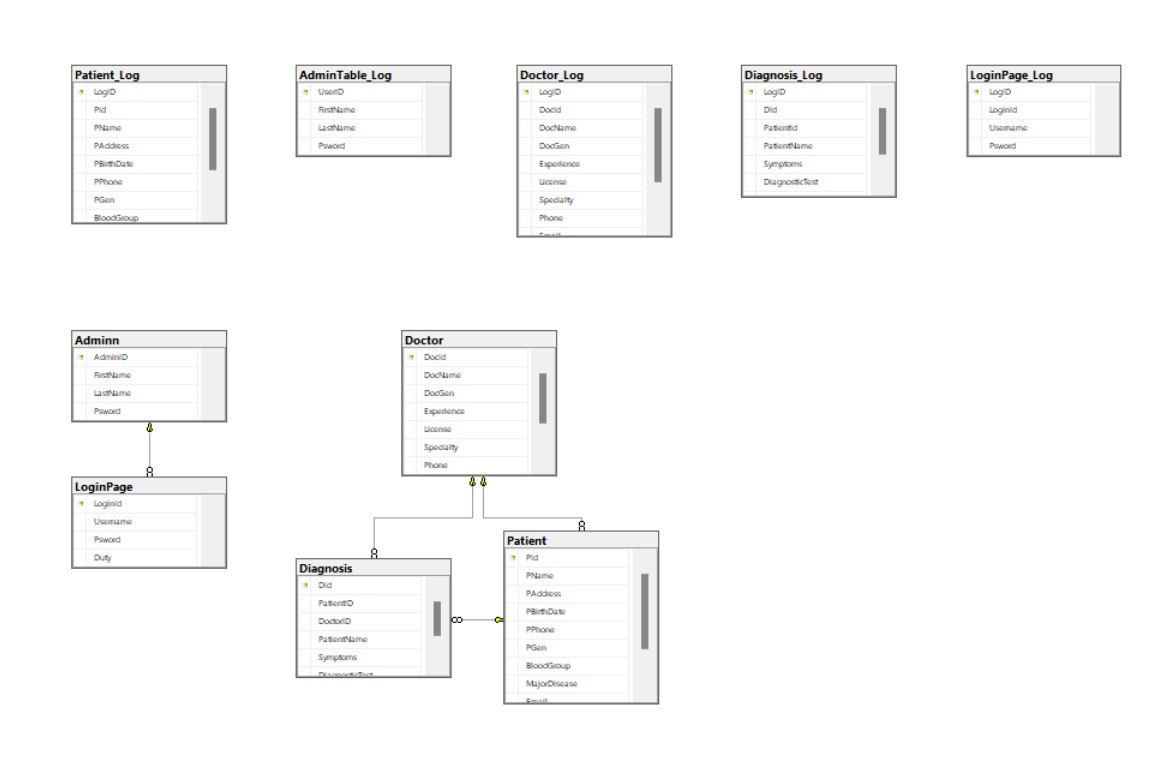 Patient_Log
LogID
Pid
PName
PAddress
PBirthDate
PPhone
PGen
BloodGroup
AdminTable_Log
UserID
FirstName
LastName
Psword
Doctor_Log
LogID
DocId
DocName
DocGen
Experience
License
Specialty
Phone
Email
Diagnosis_Log
LogID
DId
PatientId
PatientName
Symptoms
DiagnosticTest
LoginPage_Log
LogID
LoginId
Username
Psword
Adminn
AdminID
FirstName
LastName
Psword
LoginPage
LoginId
Username
Psword
Duty
Doctor
DocId
DocName
DocGen
Experience
License
Specialty
Phone
Diagnosis
DId
PatientID
DoctorID
PatientName
Symptoms
DiagnosticTest
Patient
PId
PName
PAddress
PBirthDate
PPhone
PGen
BloodGroup
MajorDisease
Email